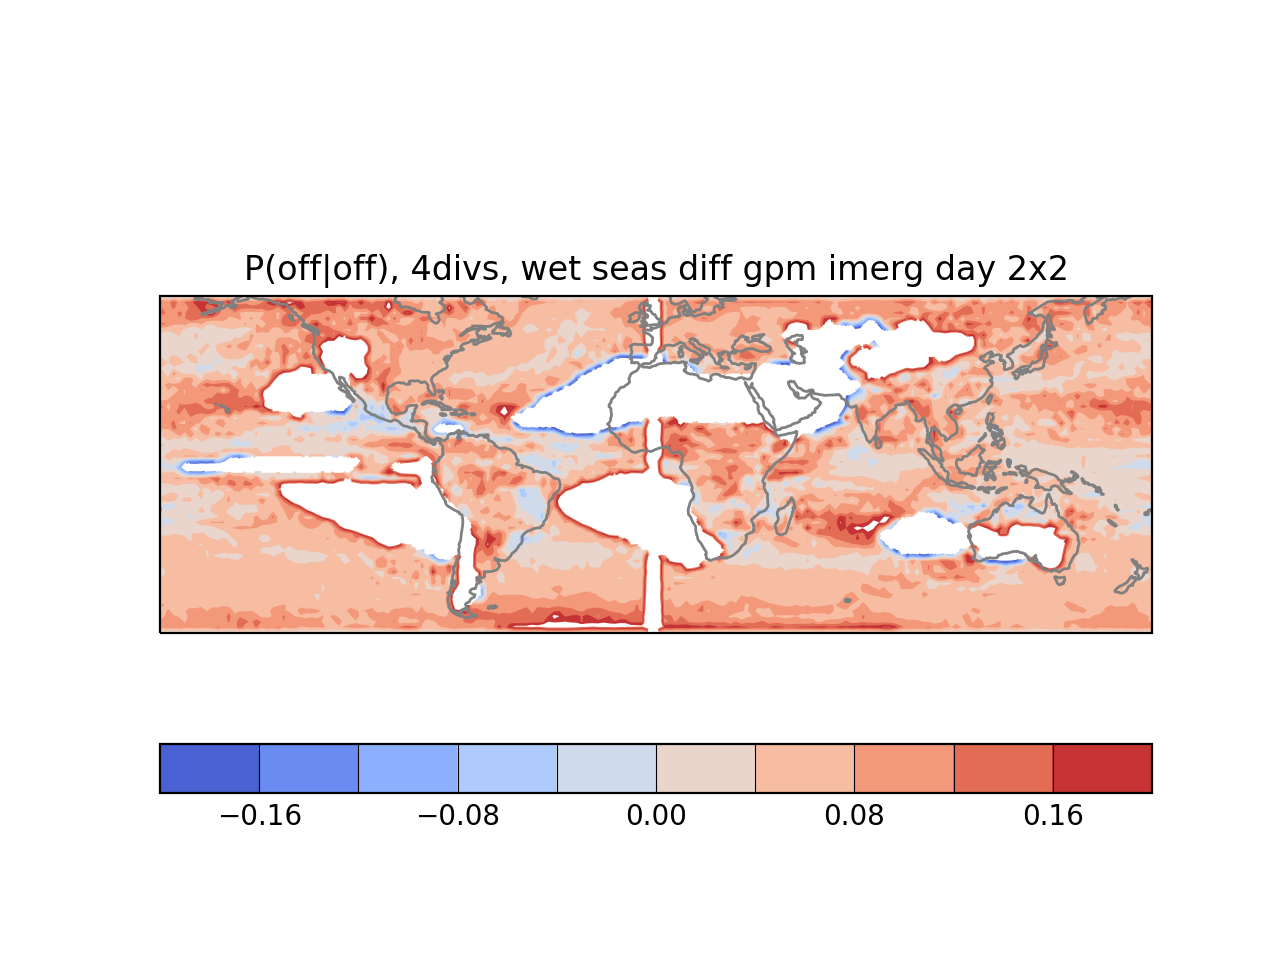 P(off|off), 4divs, wet seas diff gpm imerg day 2x2
−0.16 −0.08 0.00 0.08 0.16